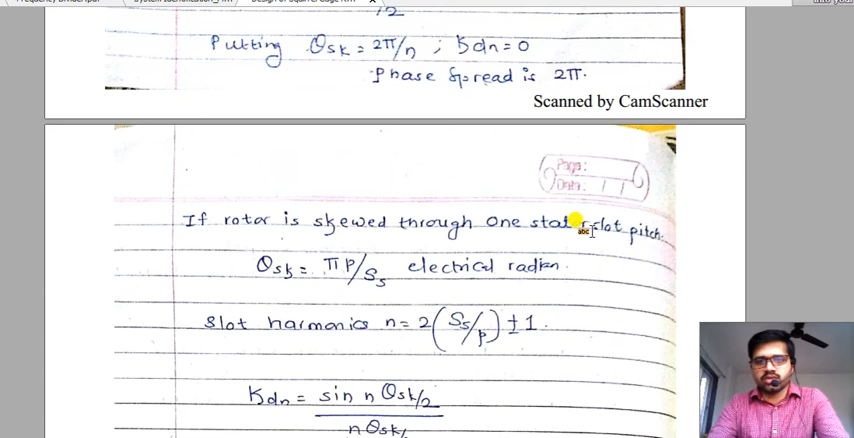 Putting θsk = 2π/n ; Kdn = 0
Phase Spread is 2π.
Scanned by CamScanner
Page:
Date:
If rotor is skewed through one stator slot pitch.
θsk = πP/Ss electrical radian.
Slot harmonics n = 2(Ss/p) ± 1.
Kdn = sin nθsk/2
nθsk/